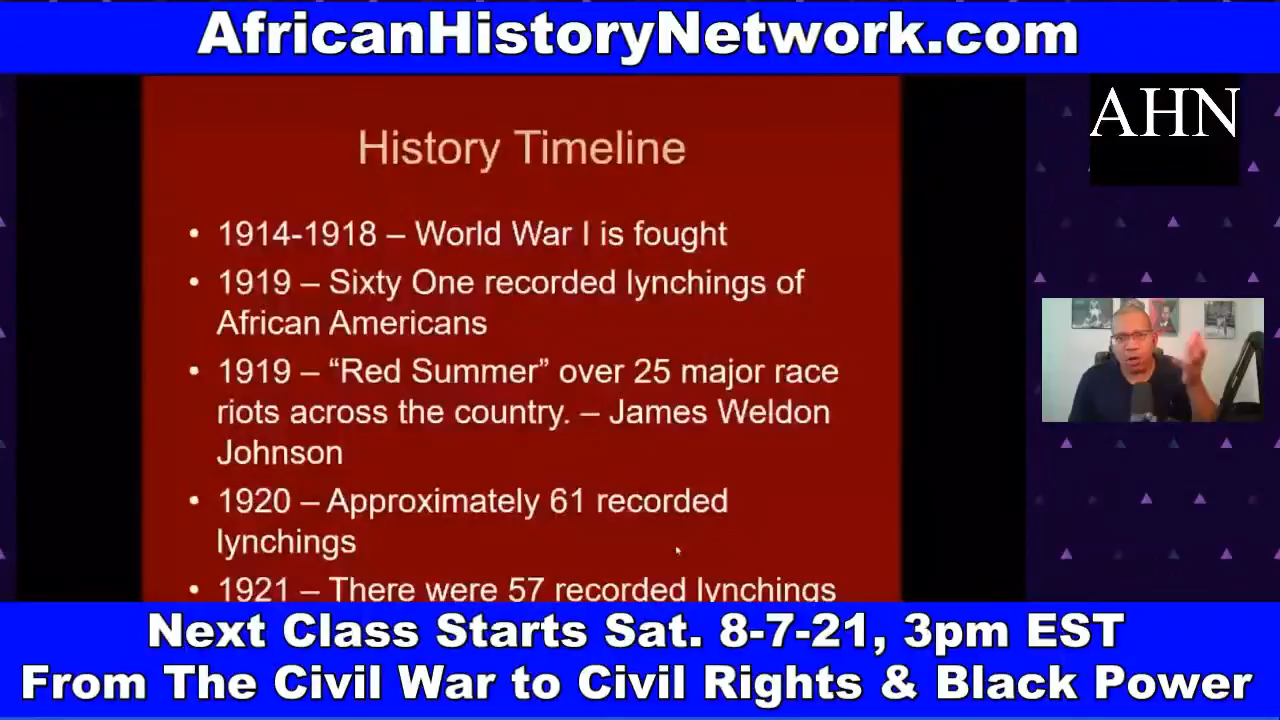 AfricanHistoryNetwork.com
AHN
History Timeline
• 1914-1918 – World War I is fought
• 1919 – Sixty One recorded lynchings of
African Americans
• 1919 – “Red Summer” over 25 major race
riots across the country. – James Weldon
Johnson
• 1920 – Approximately 61 recorded
lynchings
• 1921 – There were 57 recorded lynchings
Next Class Starts Sat. 8-7-21, 3pm EST
From The Civil War to Civil Rights & Black Power